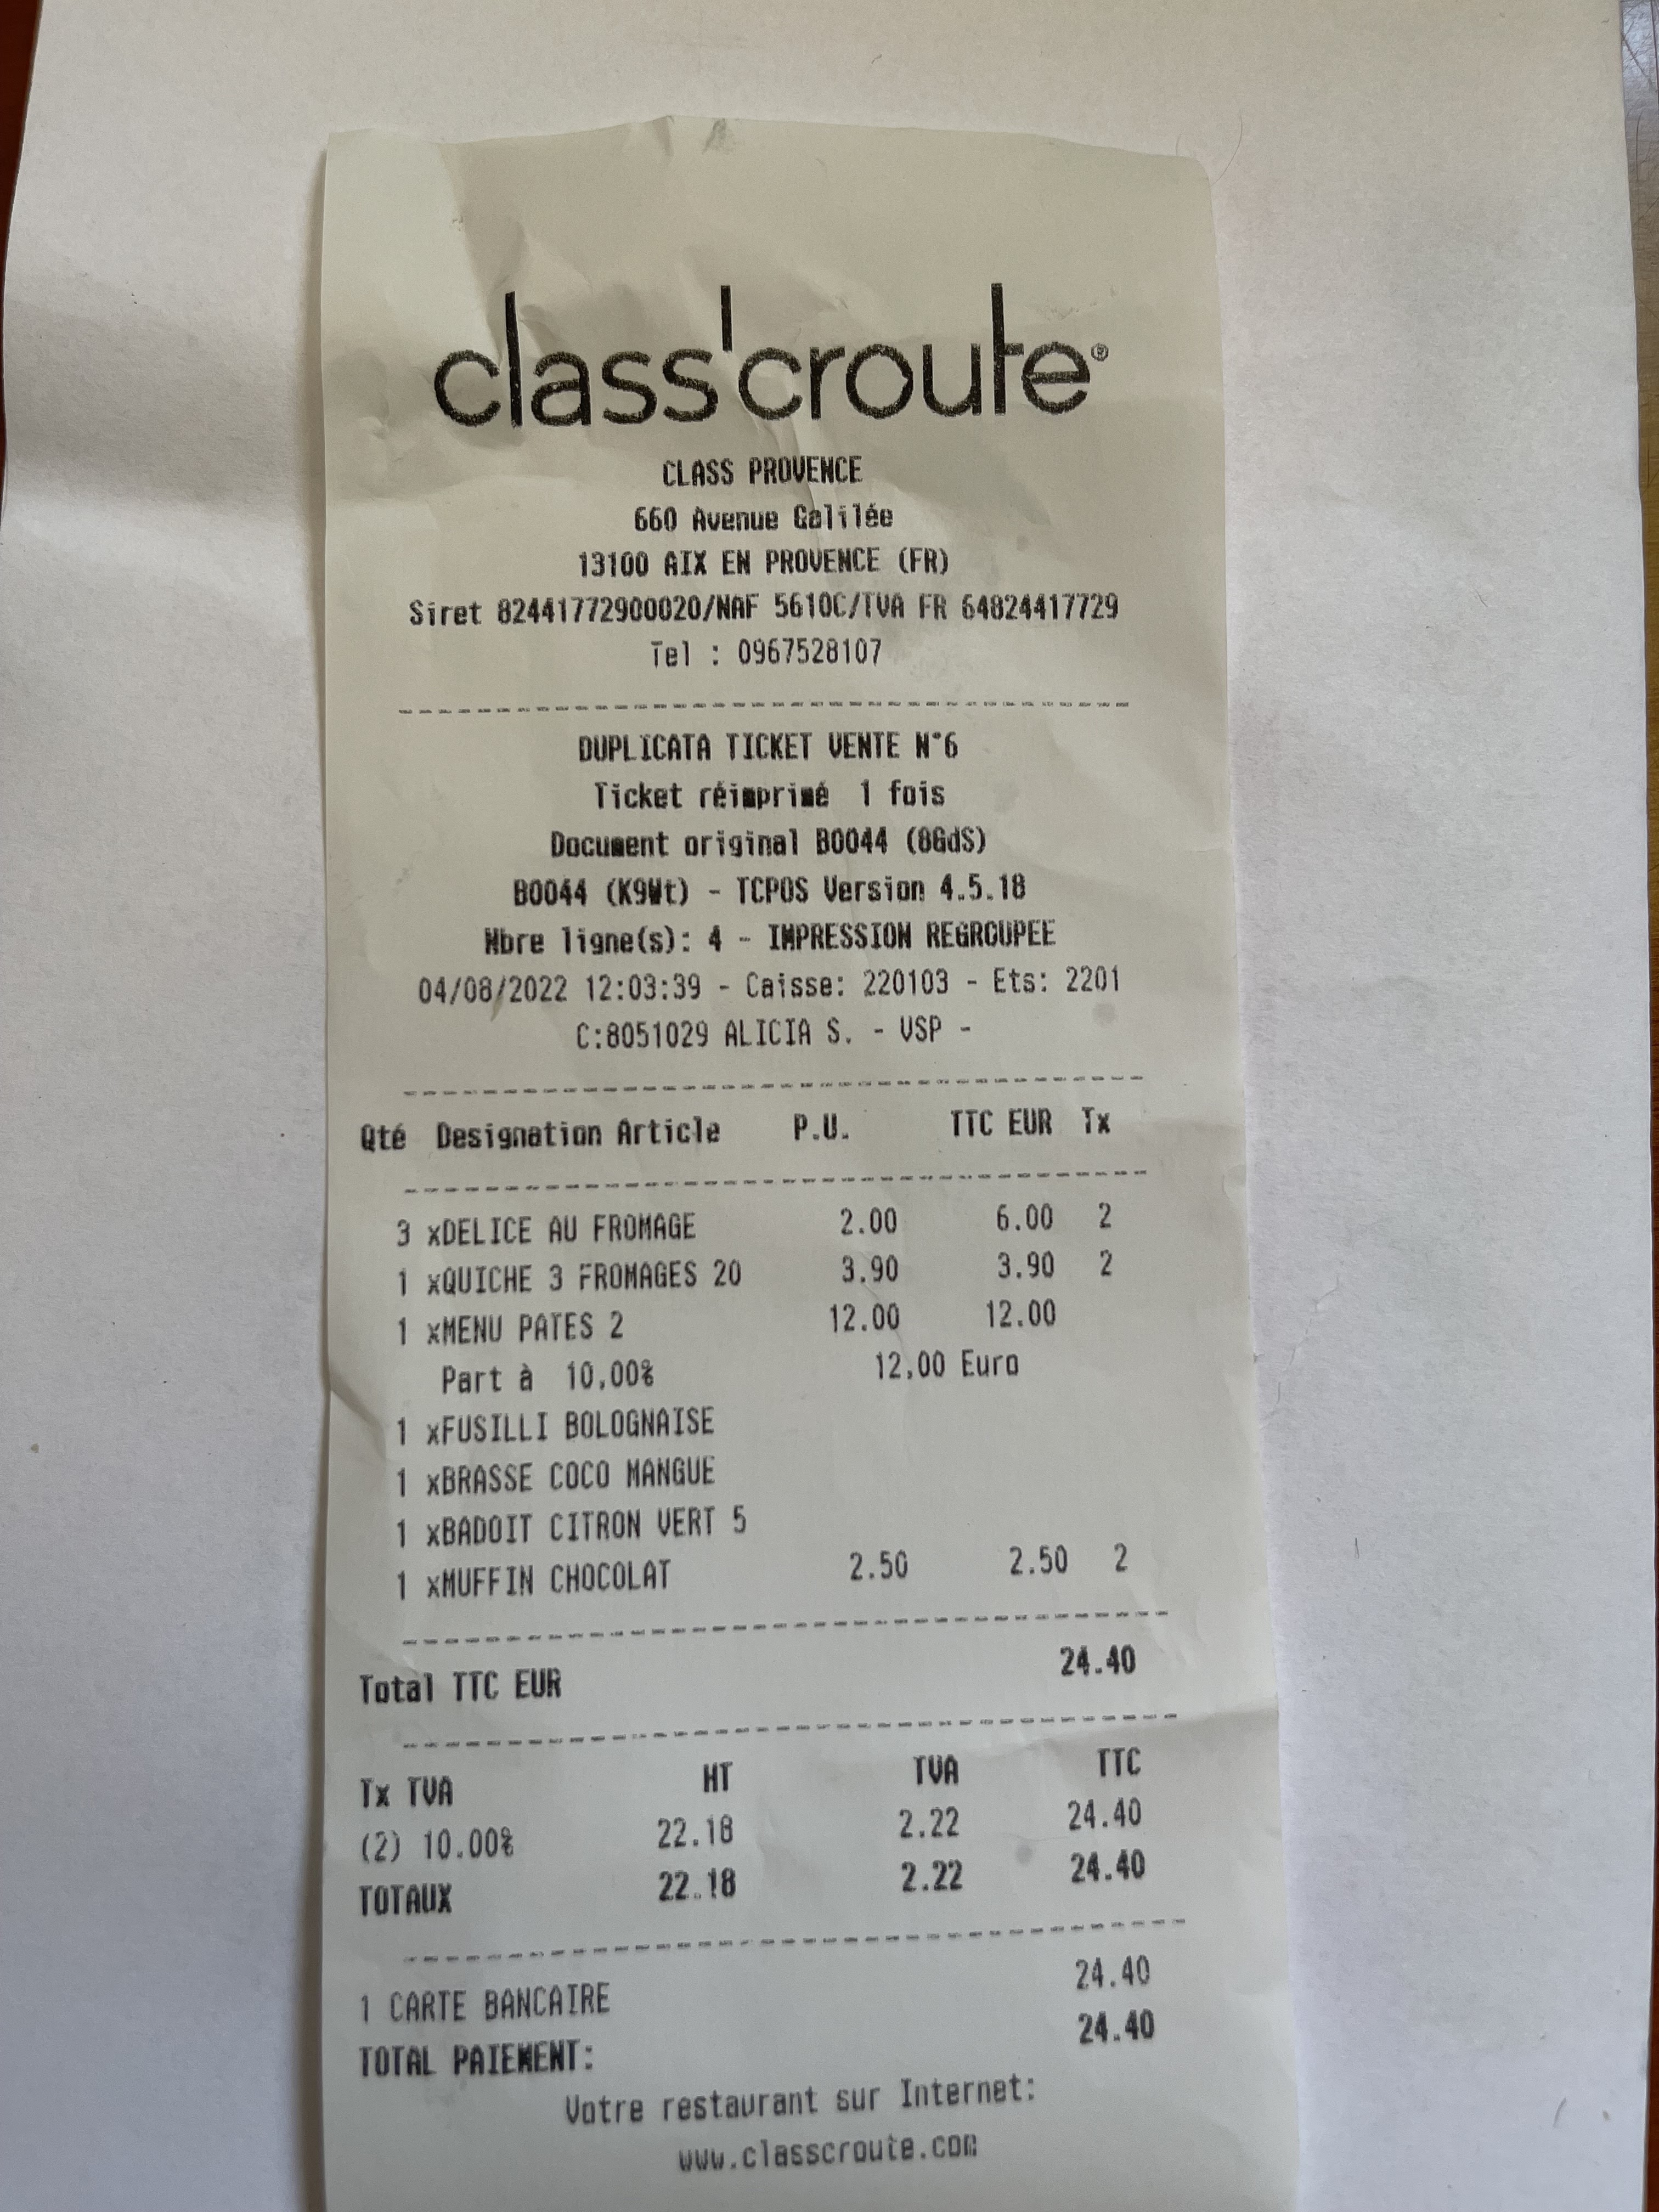 class'croute®
CLASS PROVENCE
660 Avenue Galilée
13100 AIX EN PROVENCE (FR)
Siret 82441772900020/NAF 5610C/TVA FR 64824417729
Tel : 0967528107
DUPLICATA TICKET VENTE N°6
Ticket réimprimé 1 fois
Document original B0044 (8GdS)
B0044 (K9Wt) - TCPOS Version 4.5.18
Nbre ligne(s): 4 - IMPRESSION REGROUPEE
04/08/2022 12:03:39 - Caisse: 220103 - Ets: 2201
C:8051029 ALICIA S. - VSP -
Qté Designation Article P.U. TTC EUR Tx
3 xDELICE AU FROMAGE 2.00 6.00 2
1 xQUICHE 3 FROMAGES 20 3.90 3.90 2
1 xMENU PATES 2 12.00 12.00
Part à 10,00% 12,00 Euro
1 xFUSILLI BOLOGNAISE
1 xBRASSE COCO MANGUE
1 xBADOIT CITRON VERT 5
1 xMUFFIN CHOCOLAT 2.50 2.50 2
Total TTC EUR 24.40
Tx TVA HT TVA TTC
(2) 10.00% 22.18 2.22 24.40
TOTAUX 22.18 2.22 24.40
1 CARTE BANCAIRE 24.40
TOTAL PAIEMENT: 24.40
Votre restaurant sur Internet:
www.classcroute.com